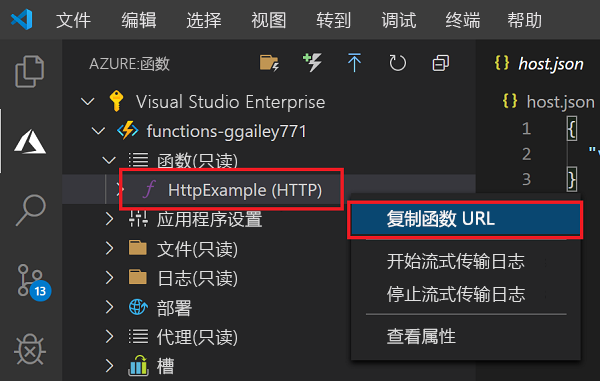 文件 编辑 选择 视图 转到 调试 终端 帮助
AZURE:函数
{} host.json
Visual Studio Enterprise
{} host.json
functions-ggailey771
1 {
函数(只读)
2 "v
HttpExample (HTTP)
3 }
复制函数 URL
应用程序设置
文件(只读)
开始流式传输日志
日志(只读)
停止流式传输日志
13
部署
代理(只读)
查看属性
槽